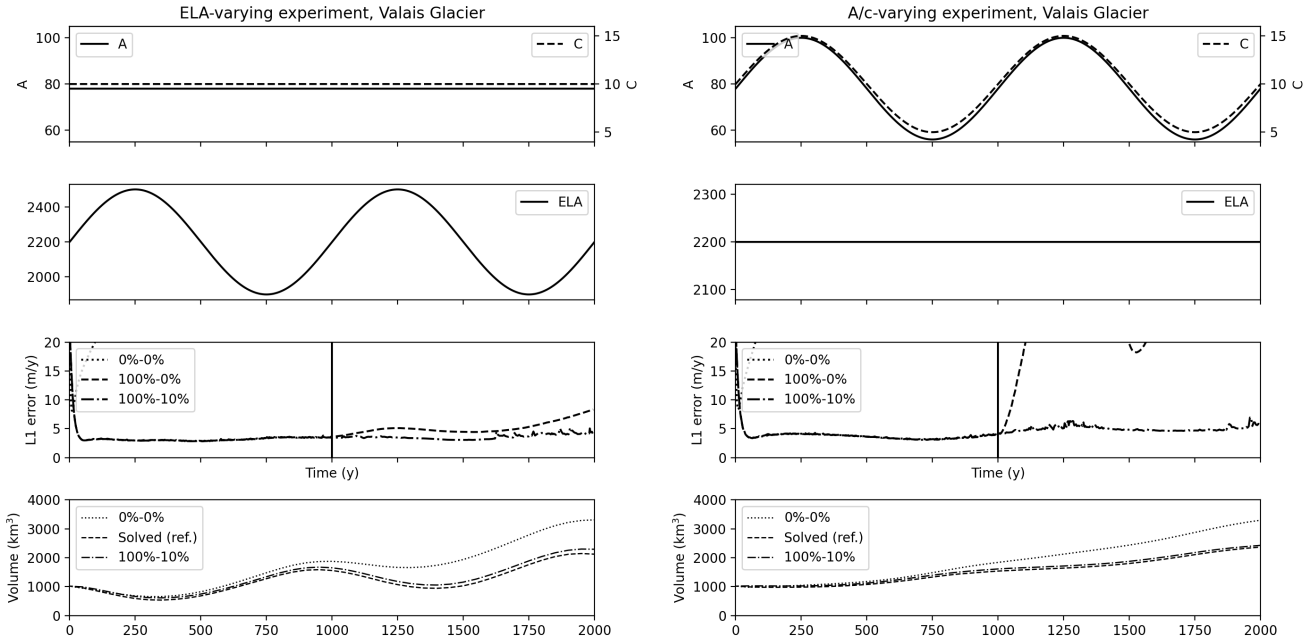 ELA-varying experiment, Valais Glacier
A/c-varying experiment, Valais Glacier
100
80
60
A
A
C
15
10
5
C
100
80
60
A
A
C
15
10
5
C
2400
2200
2000
ELA
2300
2200
2100
ELA
20
15
10
5
0
L1 error (m/y)
0%-0%
100%-0%
100%-10%
Time (y)
20
15
10
5
0
L1 error (m/y)
0%-0%
100%-0%
100%-10%
Time (y)
4000
3000
2000
1000
0
Volume (km³)
0%-0%
Solved (ref.)
100%-10%
0 250 500 750 1000 1250 1500 1750 2000
4000
3000
2000
1000
0
Volume (km³)
0%-0%
Solved (ref.)
100%-10%
0 250 500 750 1000 1250 1500 1750 2000